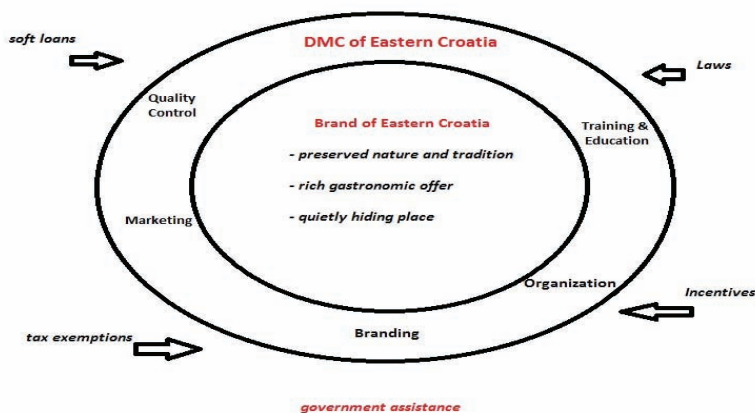 soft loans
DMC of Eastern Croatia
Laws
Quality
Control
Brand of Eastern Croatia
Training &
Education
- preserved nature and tradition
- rich gastronomic offer
- quietly hiding place
Marketing
Organization
Incentives
Branding
tax exemptions
government assistance